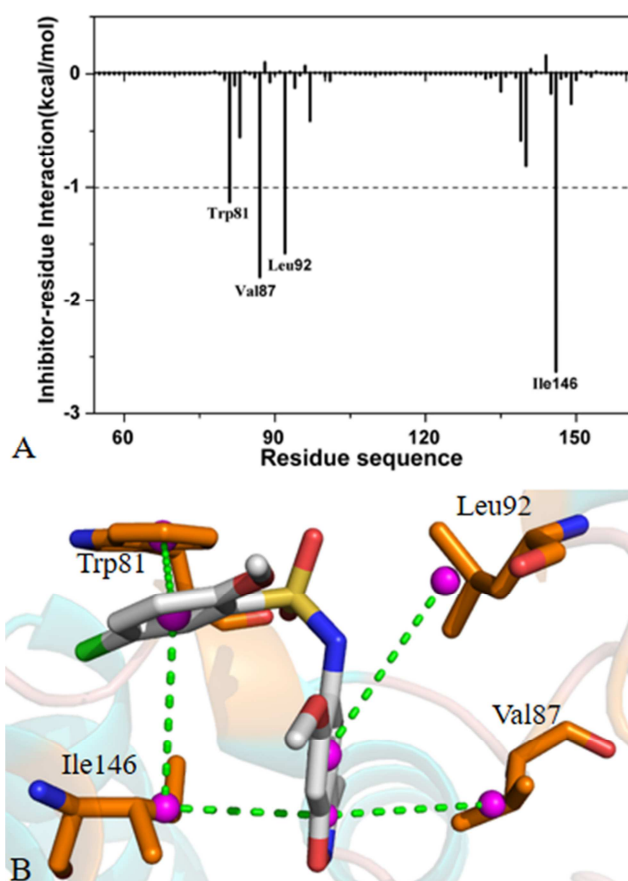 Inhibitor-residue Interaction(kcal/mol)
0
-1
-2
-3
Trp81
Val87
Leu92
Ile146
60
90
120
150
Residue sequence
A
Leu92
Trp81
Val87
Ile146
B